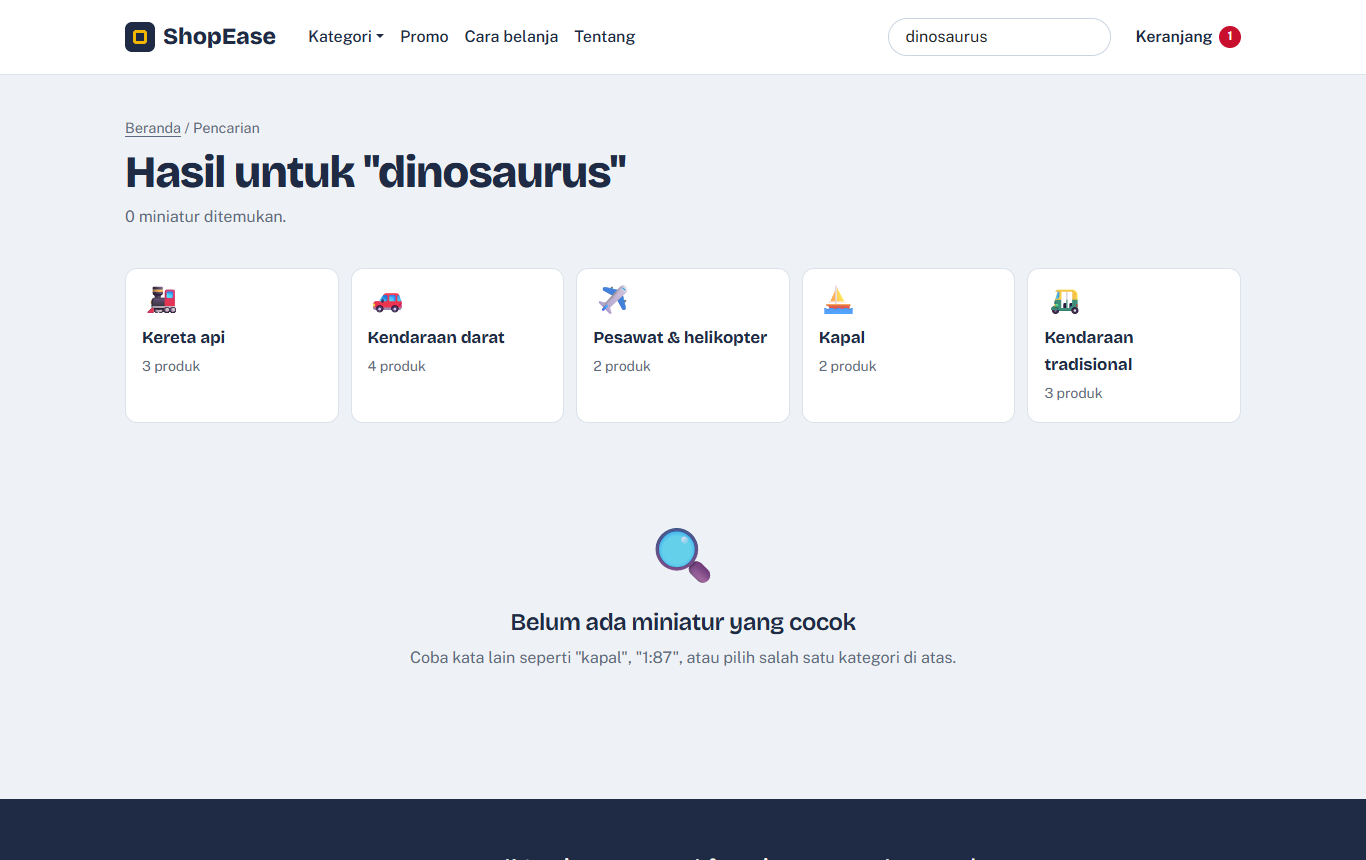 ShopEase
Kategori
Promo
Cara belanja
Tentang
dinosaurus
Keranjang 1
Beranda / Pencarian
Hasil untuk "dinosaurus"
0 miniatur ditemukan.
Kereta api
3 produk
Kendaraan darat
4 produk
Pesawat & helikopter
2 produk
Kapal
2 produk
Kendaraan
tradisional
3 produk
Belum ada miniatur yang cocok
Coba kata lain seperti "kapal", "1:87", atau pilih salah satu kategori di atas.